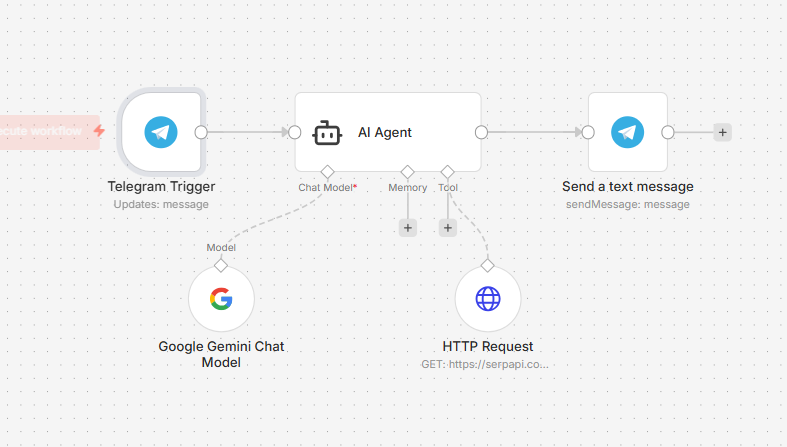 cute workflow
AI Agent
Telegram Trigger
Updates: message
Chat Model*
Memory
Tool
Send a text message
sendMessage: message
Model
Google Gemini Chat
Model
HTTP Request
GET: https://serpapi.co...